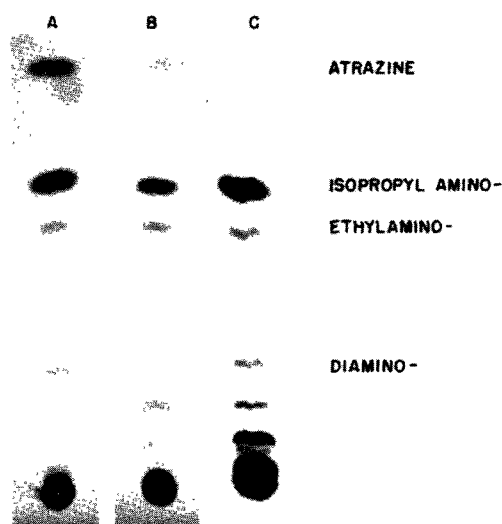 A B C
ATRAZINE
ISOPROPYL AMINO-
ETHYLAMINO-
DIAMINO-